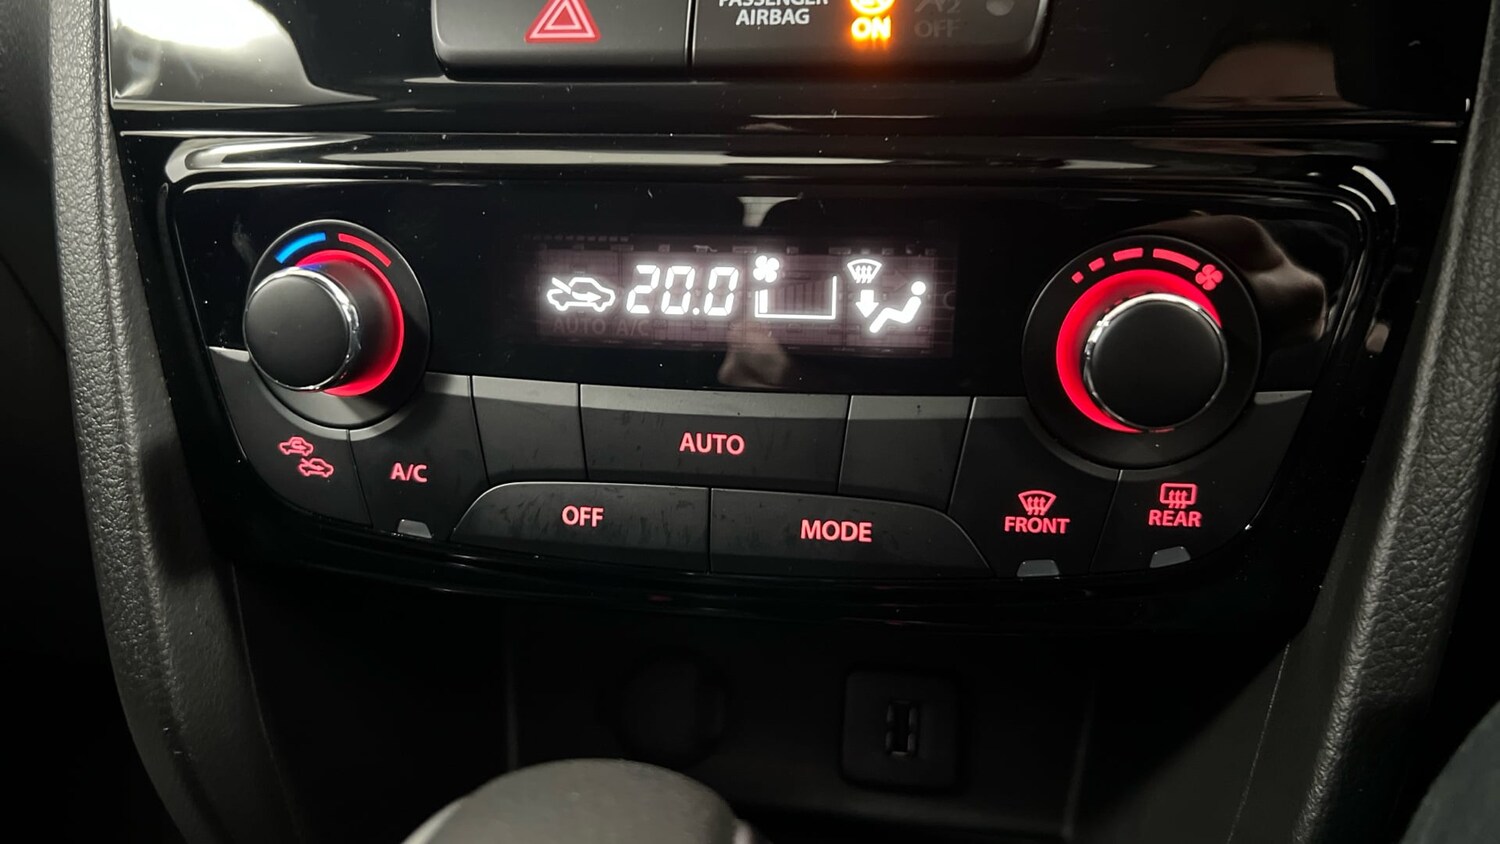 PASSENGER
AIRBAG
ON
OFF
20.0
AUTO A/C
AUTO
A/C
OFF
MODE
FRONT
REAR